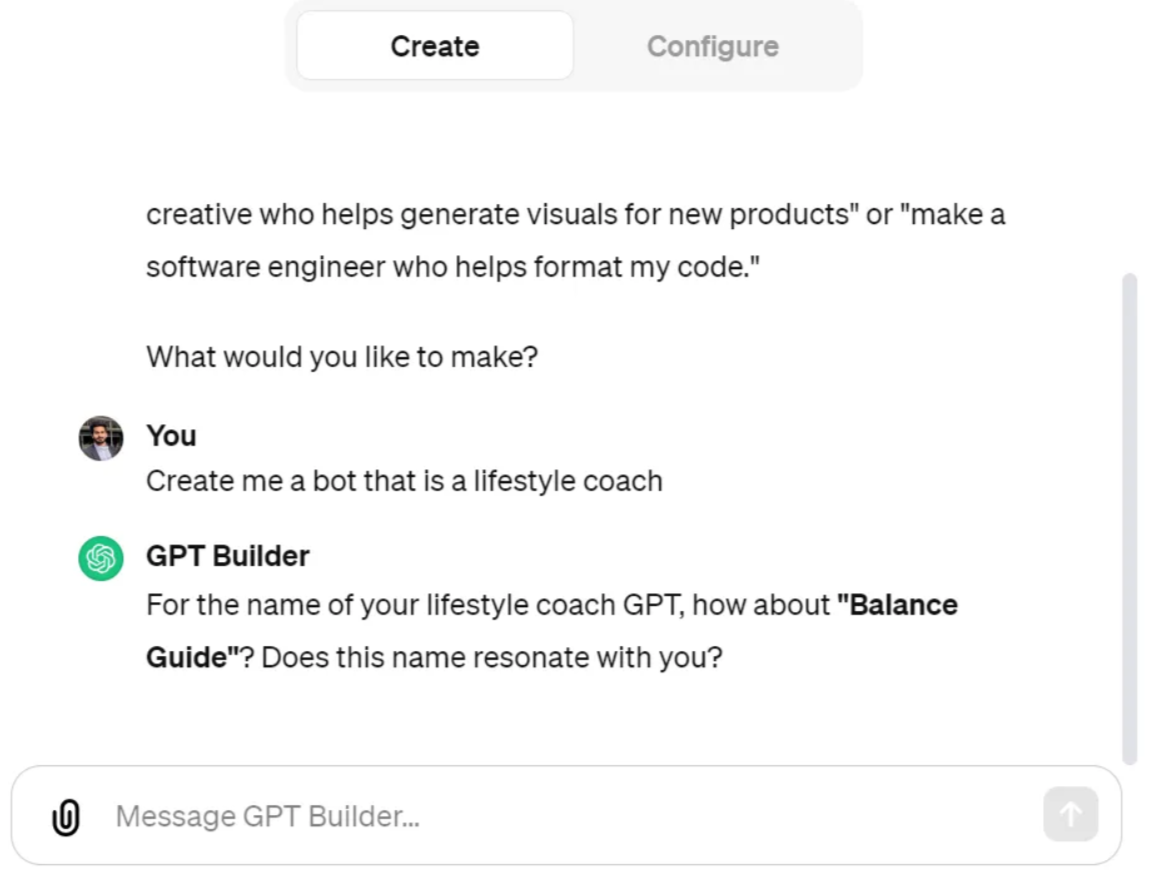 Create
Configure
creative who helps generate visuals for new products" or "make a
software engineer who helps format my code."
What would you like to make?
You
Create me a bot that is a lifestyle coach
GPT Builder
For the name of your lifestyle coach GPT, how about "Balance
Guide"? Does this name resonate with you?
Message GPT Builder...